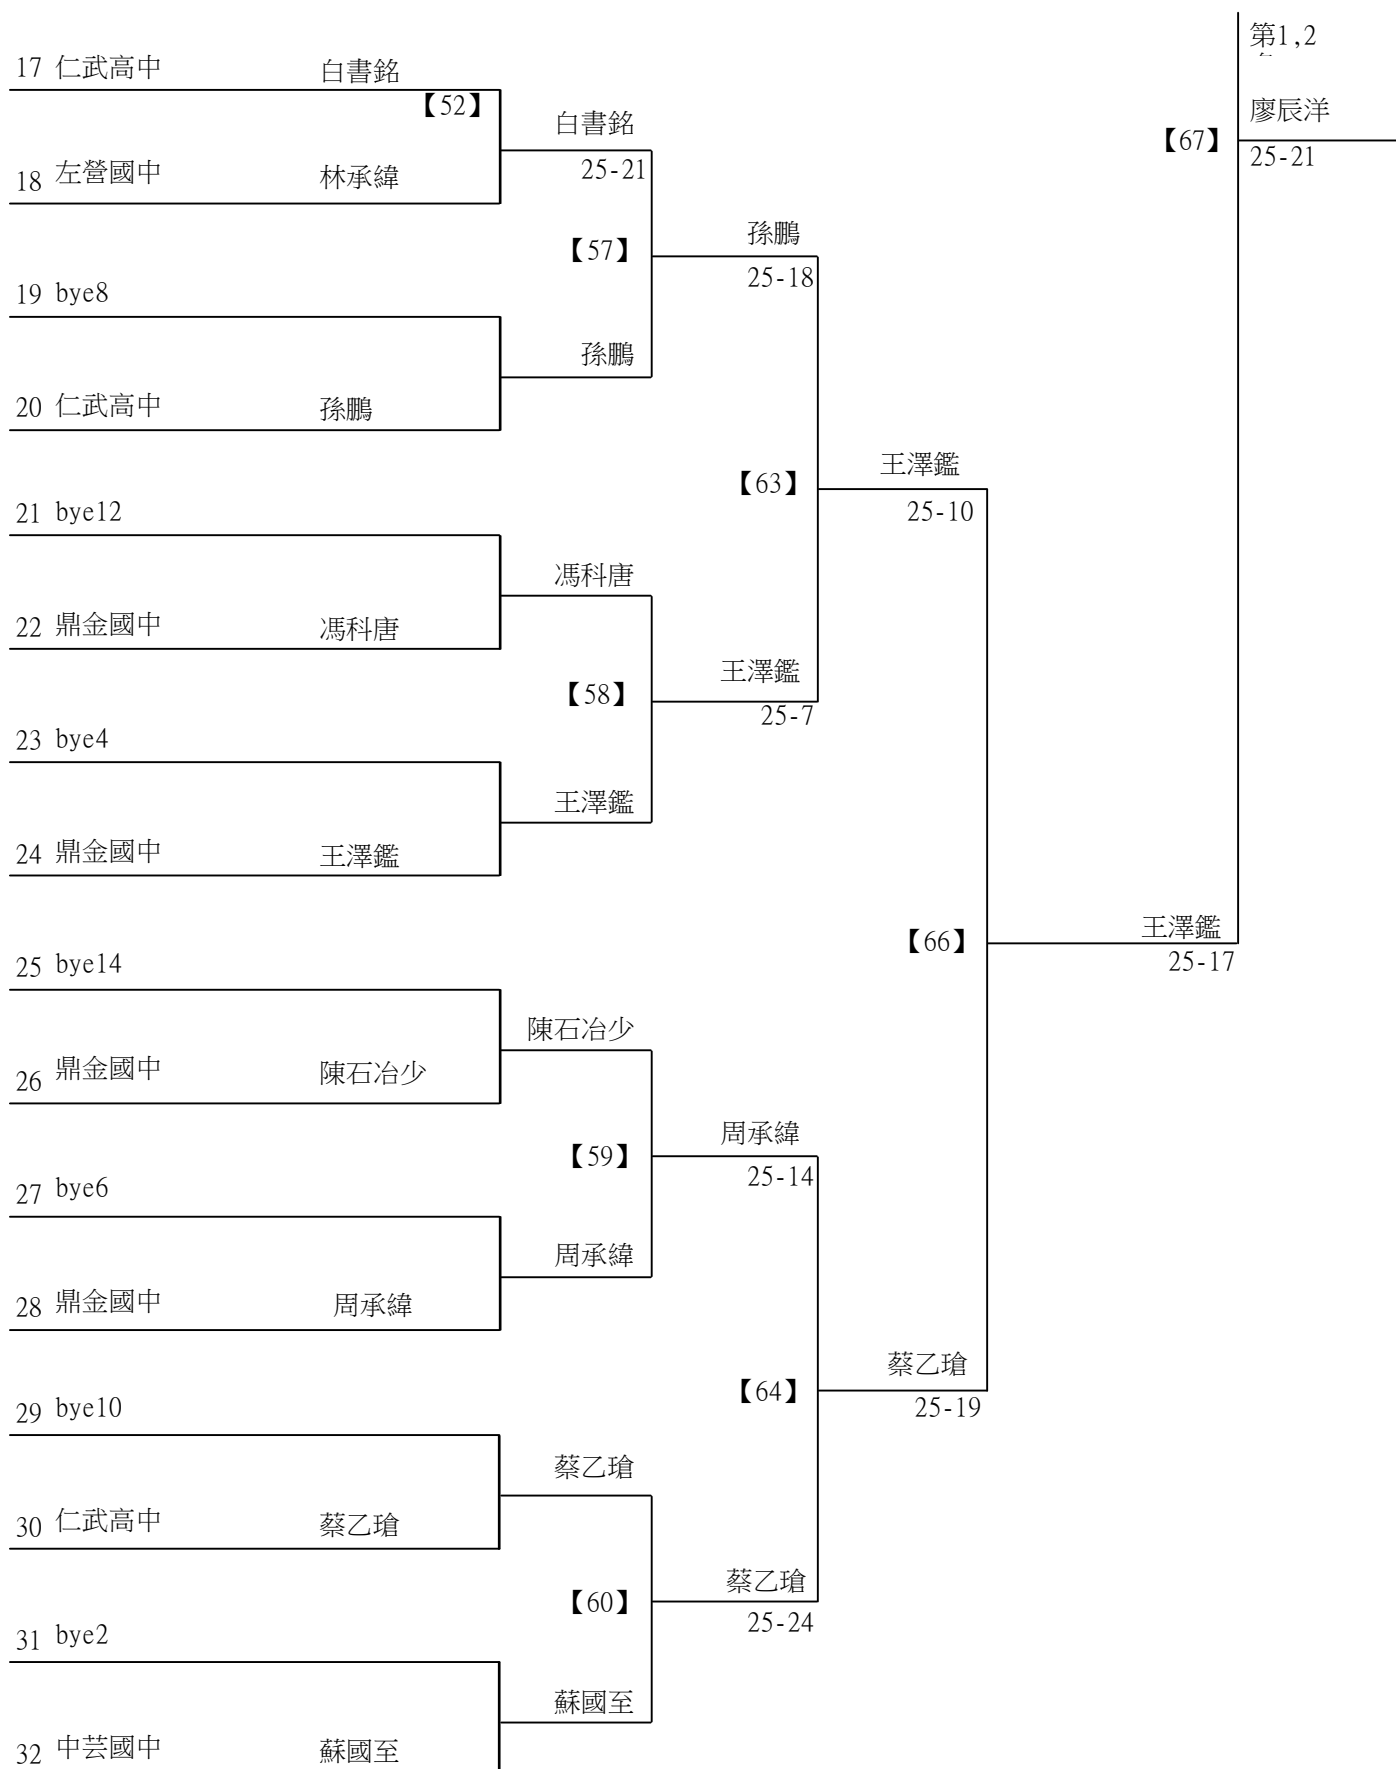 第1,2
17 仁武高中 白書銘
【52】
白書銘
25-21
18 左營國中 林承緯
廖辰洋
【67】
25-21
【57】
孫鵬
25-18
19 bye8
孫鵬
20 仁武高中 孫鵬
【63】
王澤鑑
25-10
21 bye12
馮科唐
22 鼎金國中 馮科唐
【58】
王澤鑑
25-7
23 bye4
王澤鑑
24 鼎金國中 王澤鑑
【66】
王澤鑑
25-17
25 bye14
陳石冶少
26 鼎金國中 陳石冶少
【59】
周承緯
25-14
27 bye6
周承緯
28 鼎金國中 周承緯
【64】
蔡乙瑲
25-19
29 bye10
蔡乙瑲
30 仁武高中 蔡乙瑲
【60】
蔡乙瑲
25-24
31 bye2
蘇國至
32 中芸國中 蘇國至